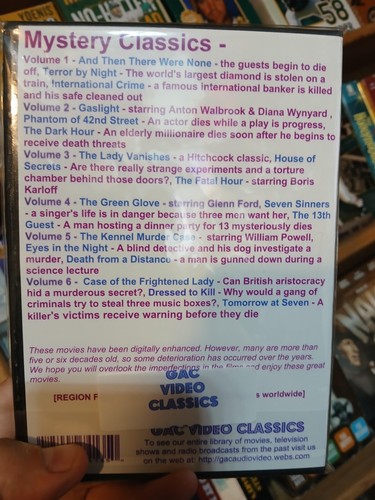 Mystery Classics -
Volume 1 - And Then There Were None - the guests begin to die
off, Terror by Night - The world's largest diamond is stolen on a
train, International Crime - a famous International banker is killed
and his safe cleaned out
Volume 2 - Gaslight - starring Anton Walbrook & Diana Wynyard ,
Phantom of 42nd Street - An actor dies while a play is progress,
The Dark Hour - An elderly millionaire dies soon after he begins to
receive death threats
Volume 3 - The Lady Vanishes - a Hitchcock classic, House of
Secrets - Are there really strange experiments and a torture
chamber behind those doors?, The Fatal Hour - starring Boris
Karloff
Volume 4 - The Green Glove - starring Glenn Ford, Seven Sinners
- a singer's life is in danger because three men want her, The 13th
Guest - A man hosting a dinner party for 13 mysteriously dies
Volume 5 - The Kennel Murder Case - starring William Powell,
Eyes in the Night - A blind detective and his dog investigate a
murder, Death from a Distance - a man is gunned down during a
science lecture
Volume 6 - Case of the Frightened Lady - Can British aristocracy
hid a murderous secret?, Dressed to Kill - Why would a gang of
criminals try to steal three music boxes?, Tomorrow at Seven - A
killer's victims receive warning before they die
These movies have been digitally enhanced. However, many are more than
five or six decades old, so some deterioration has occurred over the years.
We hope you will overlook the imperfections in the films and enjoy these great
movies.
GAC
VIDEO
CLASSICS
[REGION F
s worldwide]
GAC VIDEO CLASSICS
To see our entire library of movies, television
shows and radio broadcasts from the past visit us
on the web at: http://gacaudiovideo.webs.com
58